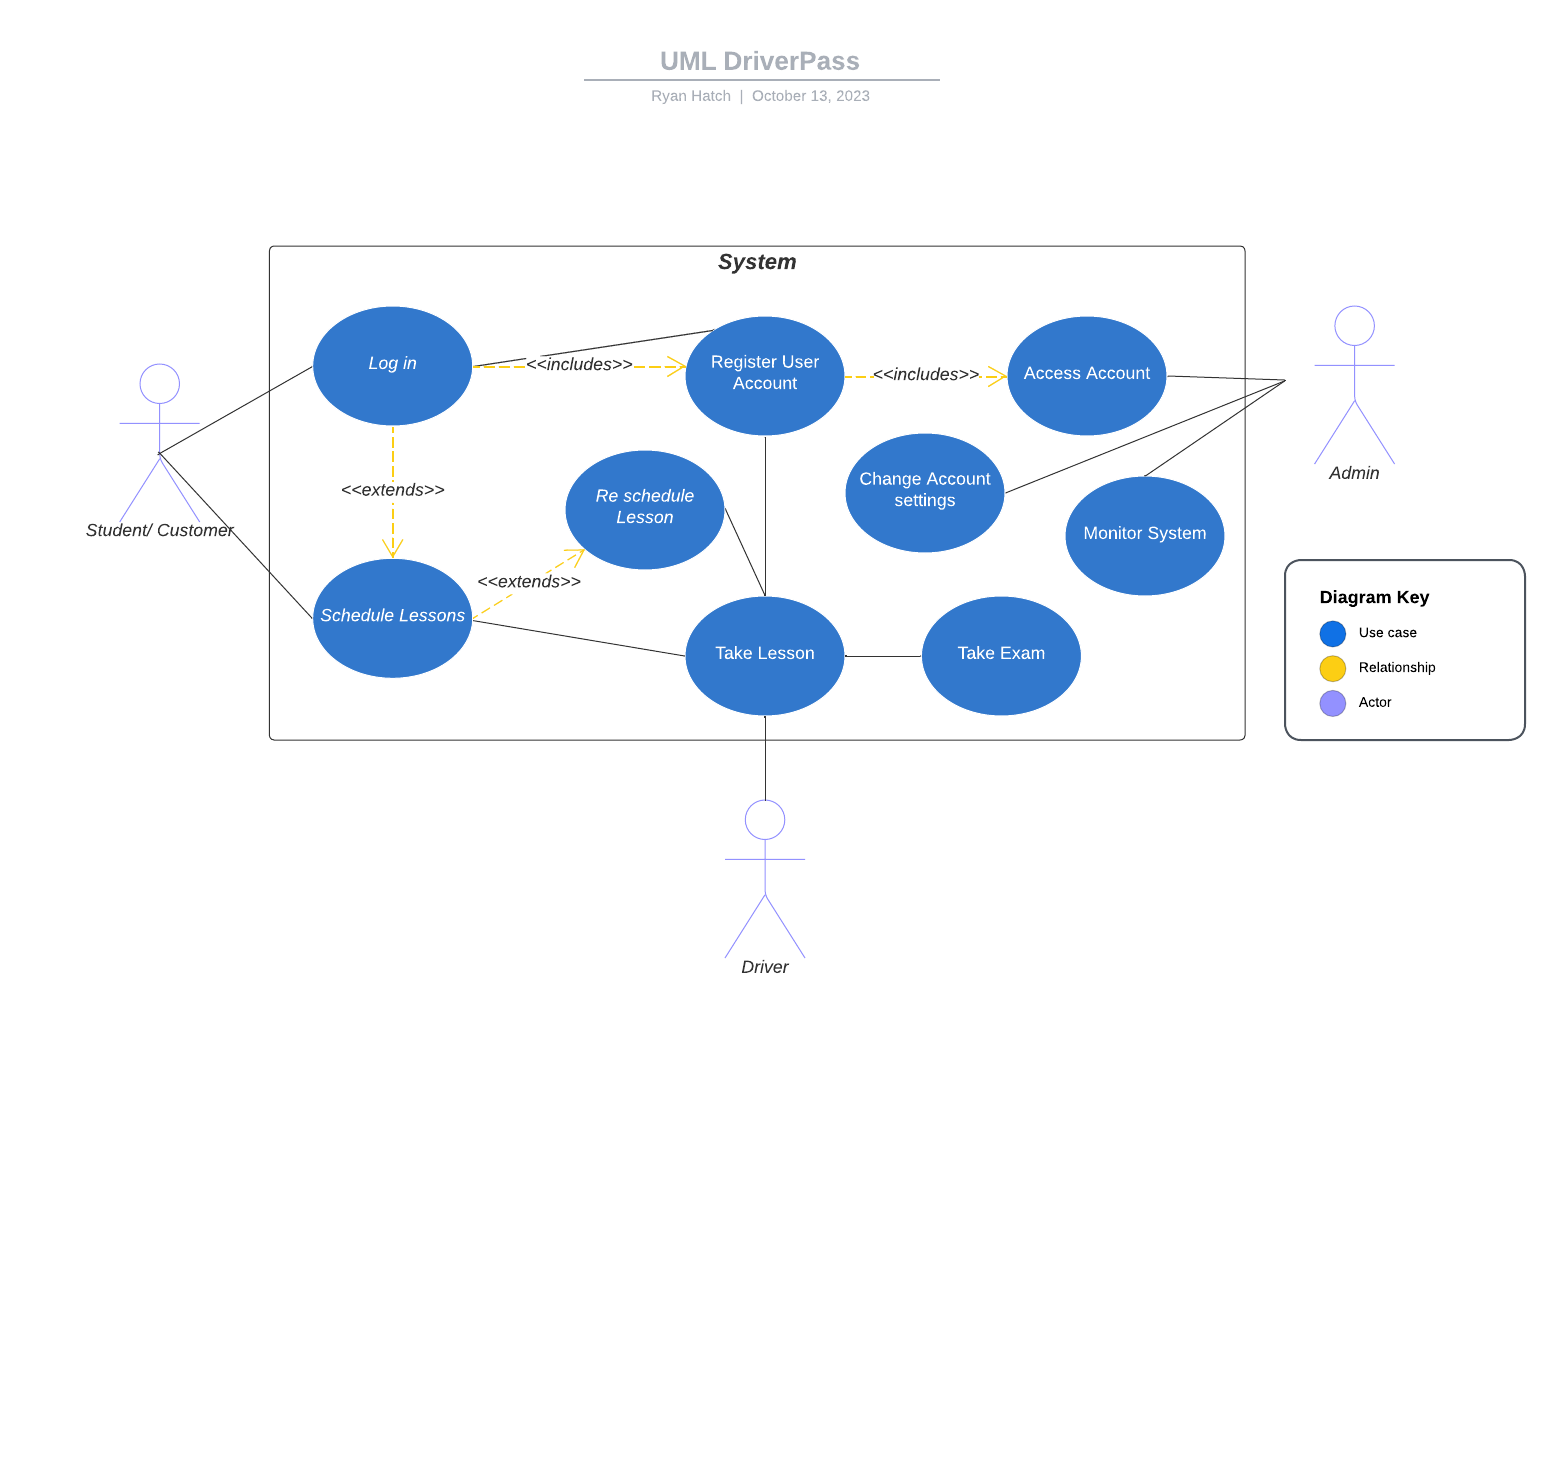 UML DriverPass
Ryan Hatch | October 13, 2023
System
Log in
<<includes>>
Register User
Account
<<includes>>
Access Account
Student/ Customer
Admin
<<extends>>
Re schedule
Lesson
Change Account
settings
Monitor System
<<extends>>
Schedule Lessons
Take Lesson
Take Exam
Diagram Key
Use case
Relationship
Actor
Driver